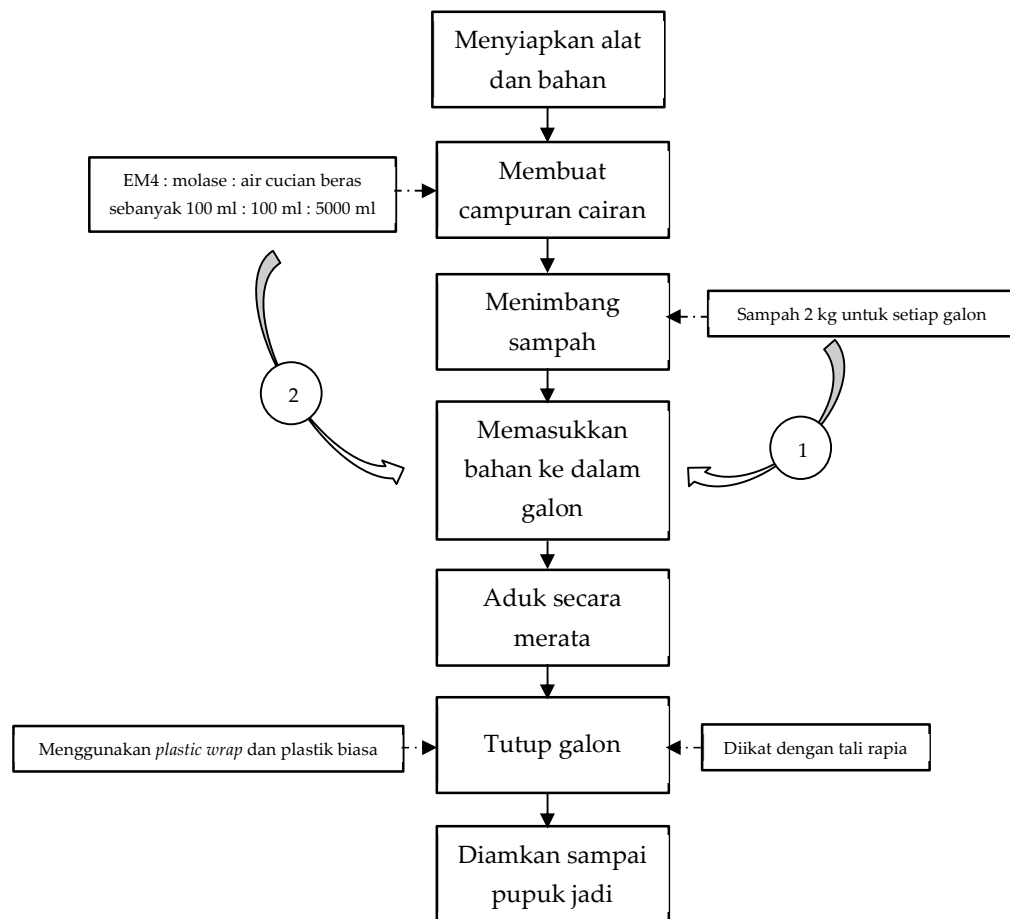 Menyiapkan alat
dan bahan
EM4 : molase : air cucian beras
sebanyak 100 ml : 100 ml : 5000 ml
Membuat
campuran cairan
Menimbang
sampah
Sampah 2 kg untuk setiap galon
2
1
Memasukkan
bahan ke dalam
galon
Aduk secara
merata
Menggunakan plastic wrap dan plastik biasa
Tutup galon
Diikat dengan tali rapia
Diamkan sampai
pupuk jadi